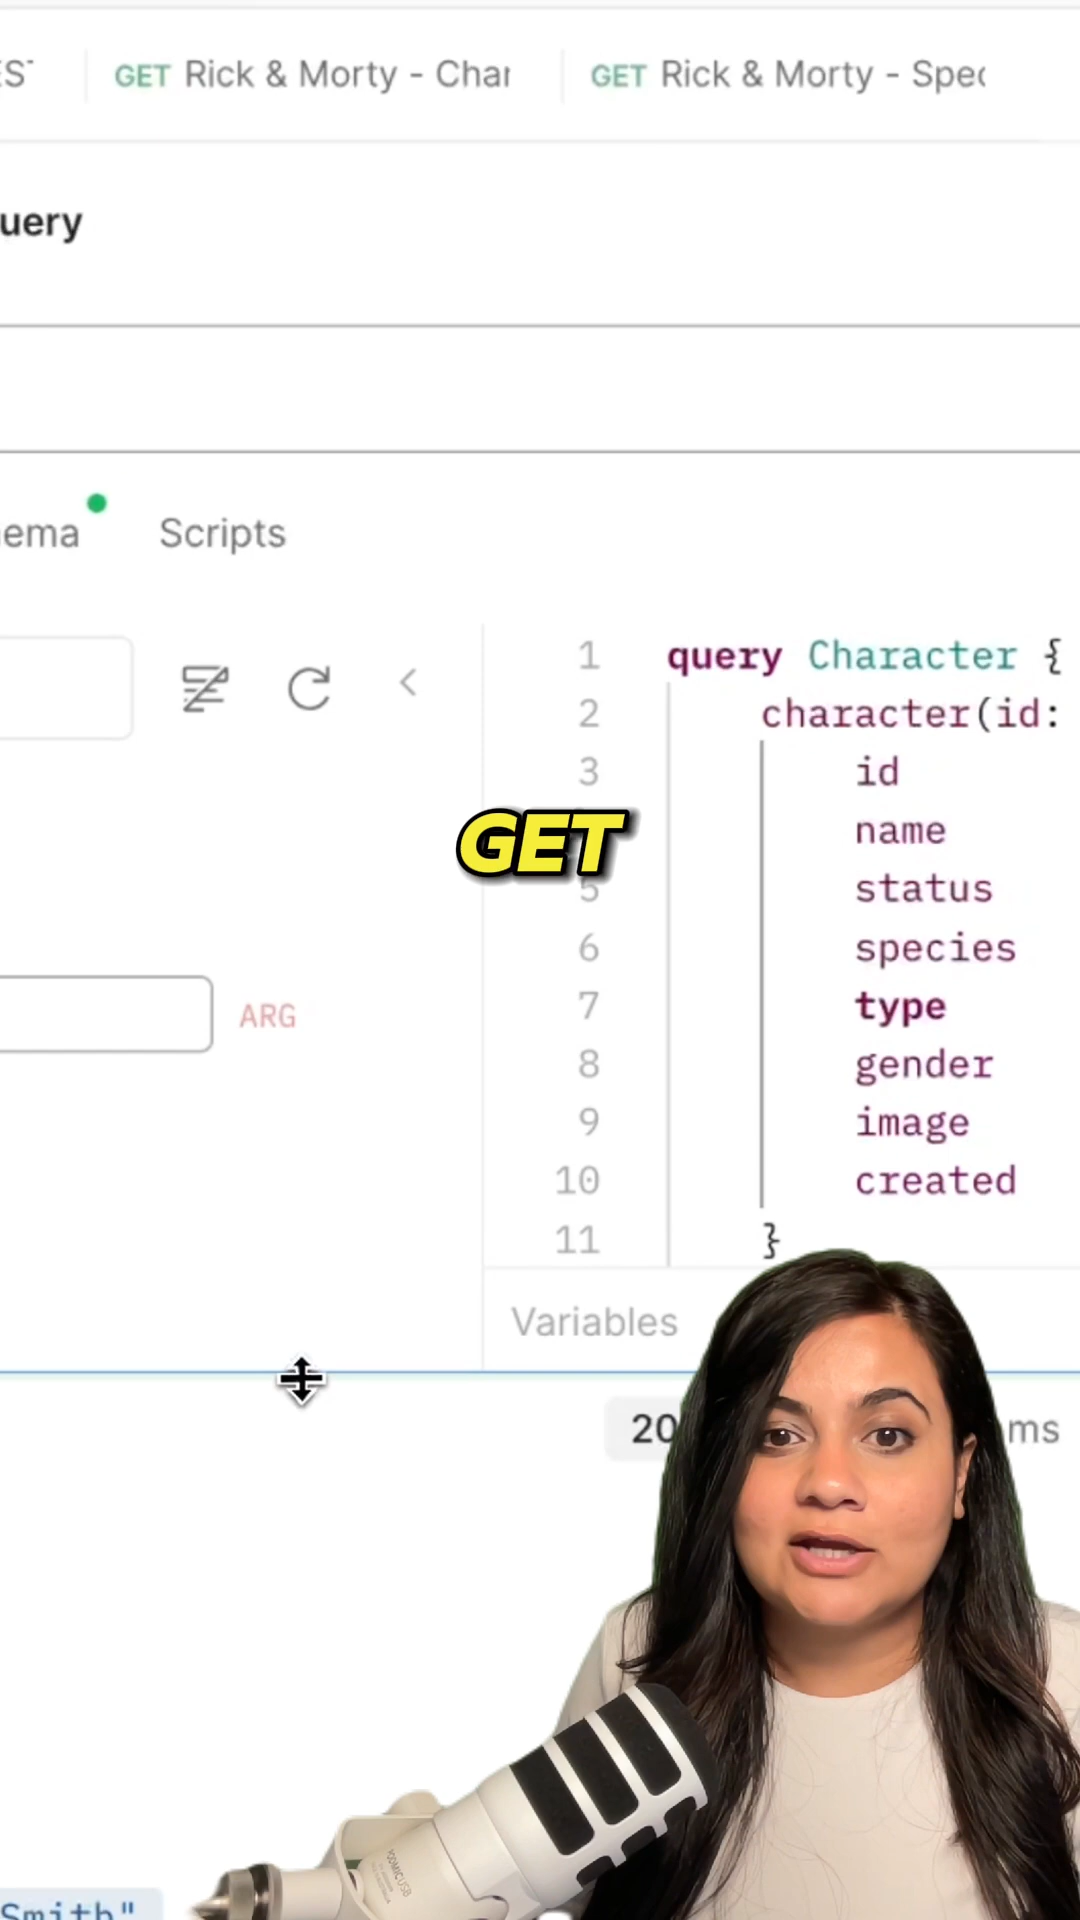 GET Rick & Morty - Char
GET Rick & Morty - Spec
uery
ema
Scripts
1 query Character {
2 character(id:
3 id
name
GET
5 status
6 species
ARG
7 type
8 gender
9 image
10 created
11 }
Variables
20
ms
Smith"